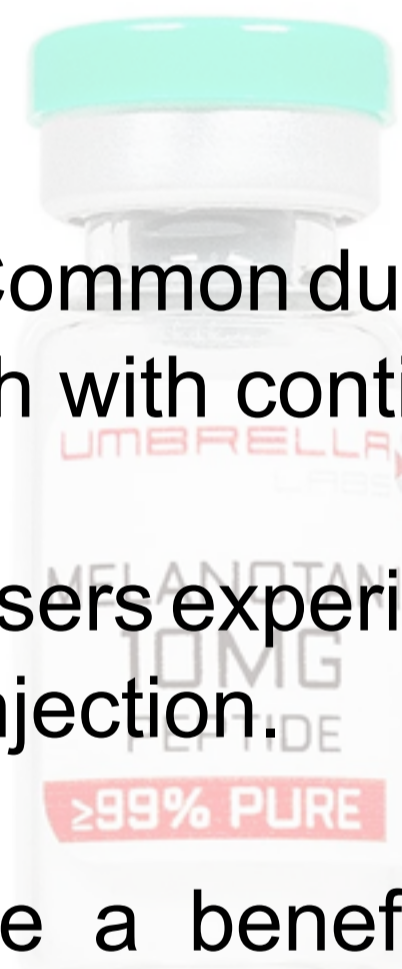 Common du
h with conti
UMBRELLA
LABS
sers experi
MELANOTAN
10MG
njection.
PEPTIDE
≥99% PURE
e a benef